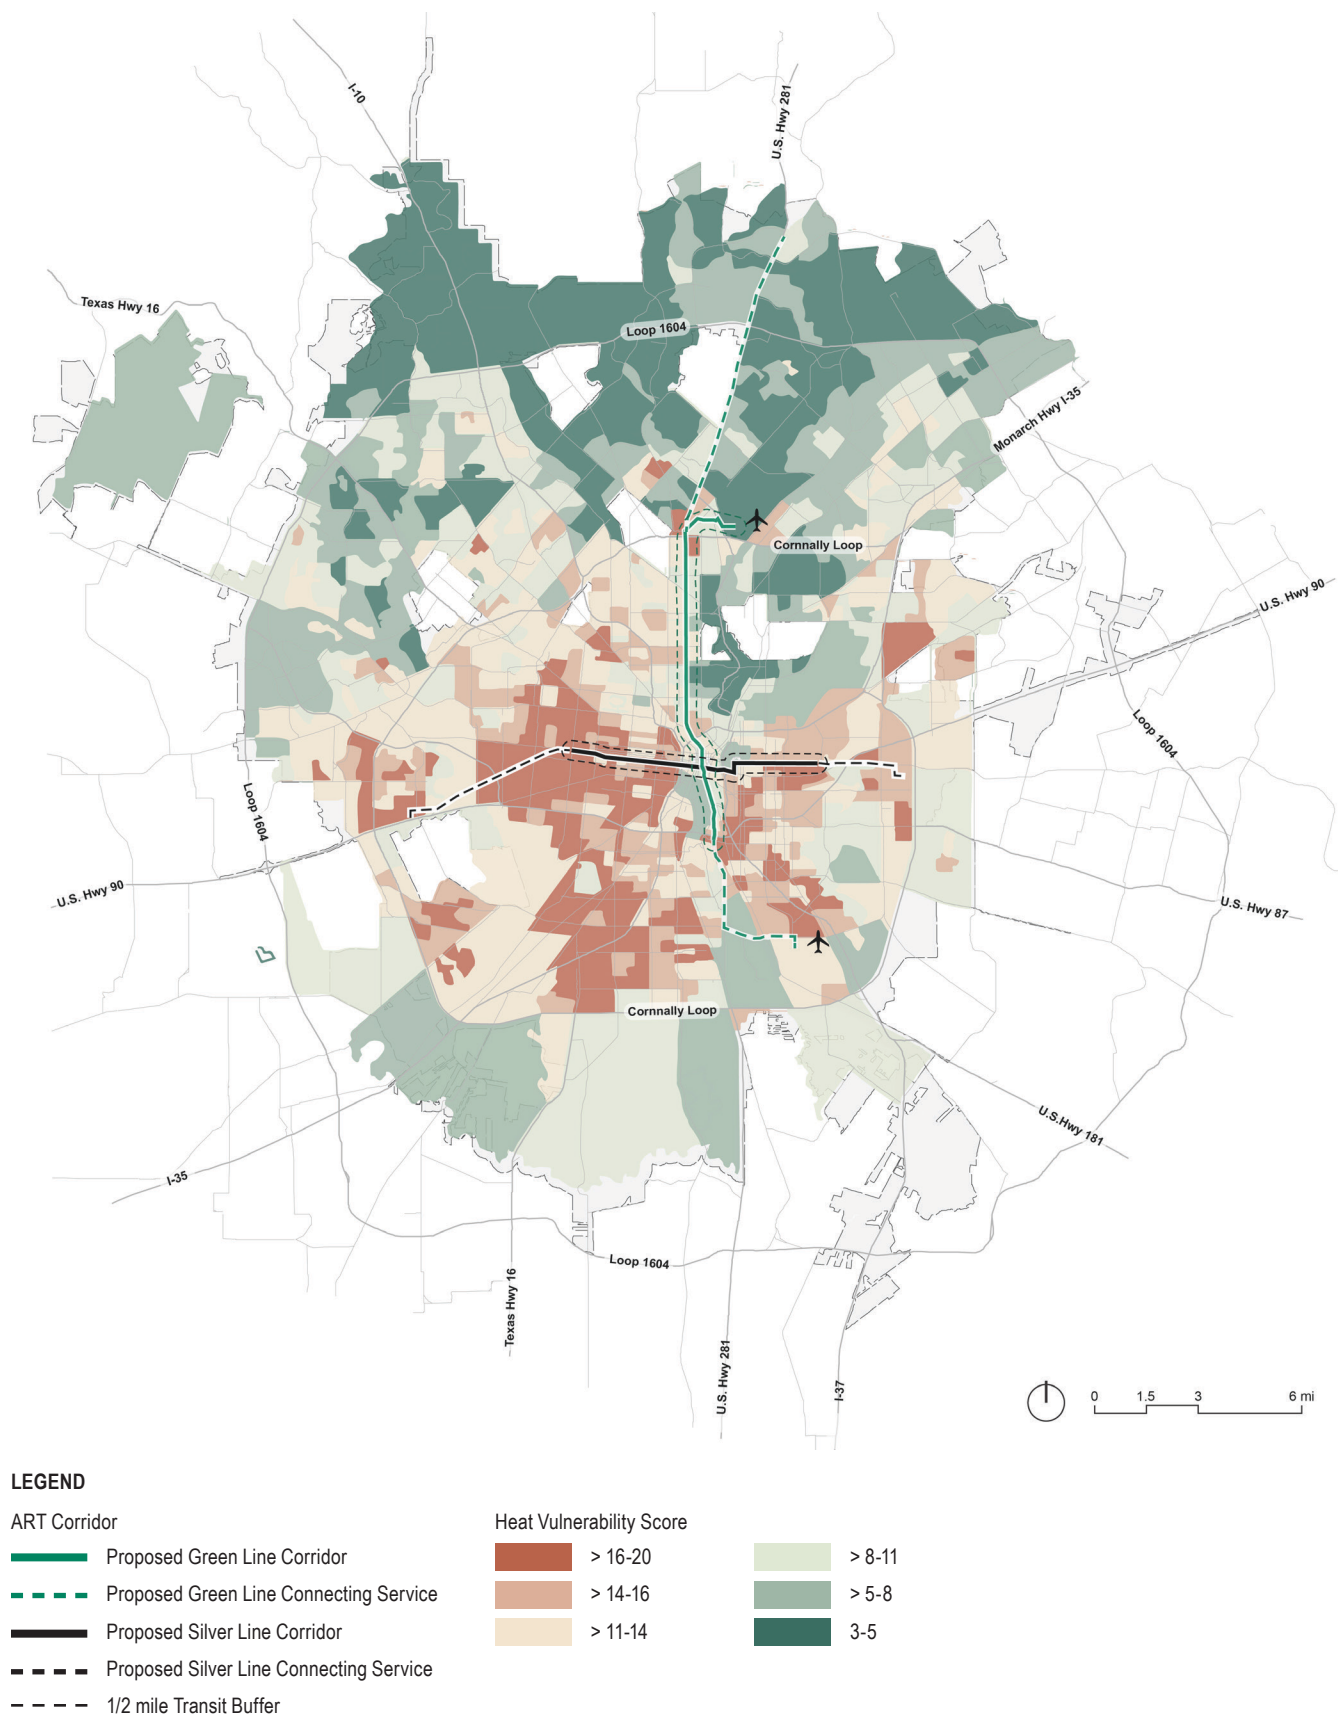 I-10
U.S. Hwy 281
Texas Hwy 16
Loop 1604
Monarch Hwy I-35
Cornnally Loop
U.S. Hwy 90
Loop 1604
Loop 1604
U.S. Hwy 90
U.S. Hwy 87
Cornnally Loop
U.S.Hwy 181
I-35
Loop 1604
Texas Hwy 16
U.S. Hwy 281
I-37
0 1.5 3 6 mi
LEGEND
ART Corridor
Proposed Green Line Corridor
Proposed Green Line Connecting Service
Proposed Silver Line Corridor
Proposed Silver Line Connecting Service
1/2 mile Transit Buffer
Heat Vulnerability Score
> 16-20
> 14-16
> 11-14
> 8-11
> 5-8
3-5